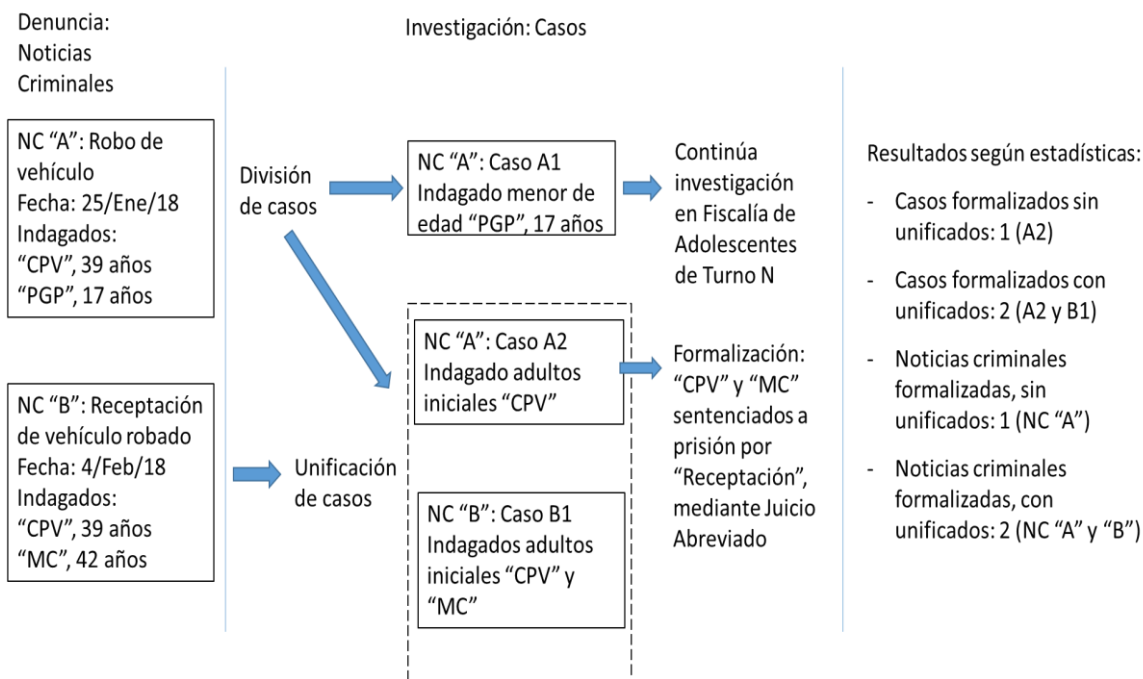 Denuncia:
Noticias
Criminales
Investigación: Casos
NC “A”: Robo de
vehículo
Fecha: 25/Ene/18
Indagados:
“CPV”, 39 años
“PGP”, 17 años
NC “B”: Receptación
de vehículo robado
Fecha: 4/Feb/18
Indagados:
“CPV”, 39 años
“MC”, 42 años
División
de casos
Unificación
de casos
NC “A”: Caso A1
Indagado menor de
edad “PGP”, 17 años
NC “A”: Caso A2
Indagado adultos
iniciales “CPV”
NC “B”: Caso B1
Indagados adultos
iniciales “CPV” y
“MC”
Continúa
investigación
en Fiscalía de
Adolescentes
de Turno N
Formalización:
“CPV” y “MC”
sentenciados a
prisión por
“Receptación”,
mediante Juicio
Abreviado
Resultados según estadísticas:
- Casos formalizados sin
unificados: 1 (A2)
- Casos formalizados con
unificados: 2 (A2 y B1)
- Noticias criminales
formalizadas, sin
unificados: 1 (NC “A”)
- Noticias criminales
formalizadas, con
unificados: 2 (NC “A” y “B”)